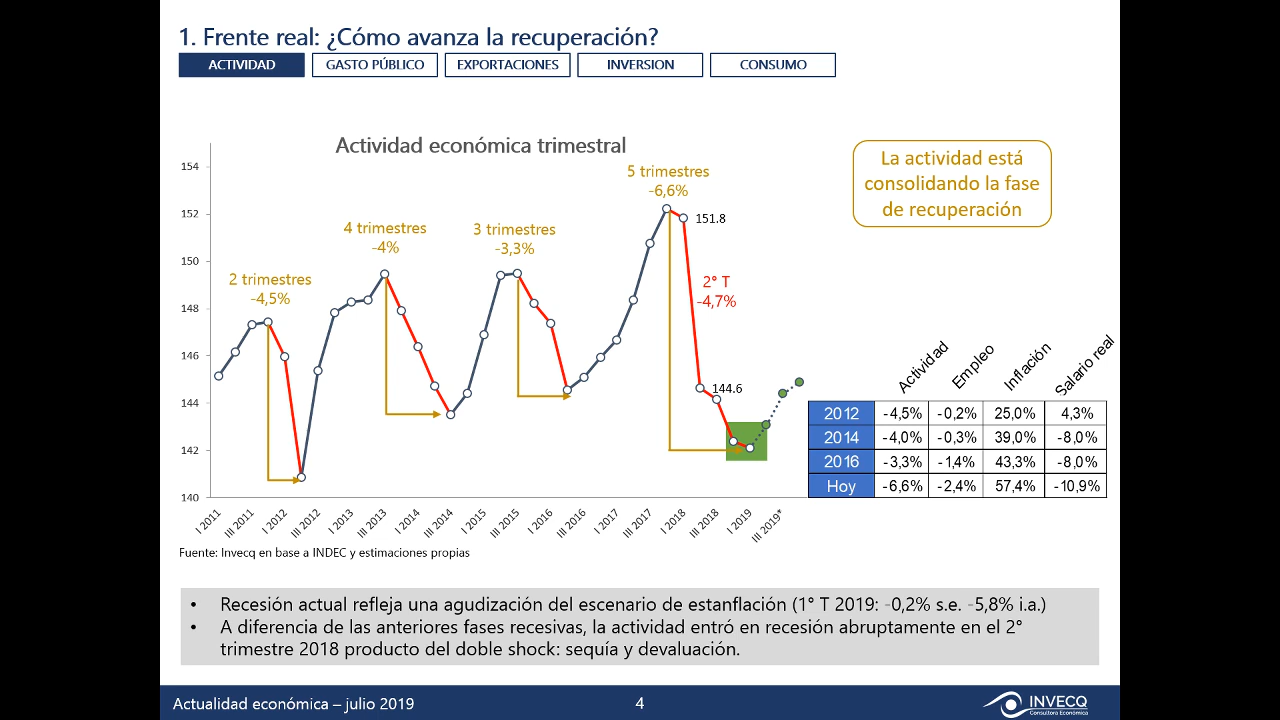 1. Frente real: ¿Cómo avanza la recuperación?
ACTIVIDAD
GASTO PÚBLICO
EXPORTACIONES
INVERSION
CONSUMO
Actividad económica trimestral
La actividad está
consolidando la fase
de recuperación
154
152
150
148
146
144
142
140
2 trimestres
-4,5%
4 trimestres
-4%
3 trimestres
-3,3%
5 trimestres
-6,6%
151.8
2° T
-4,7%
144.6
I 2011
III 2011
I 2012
III 2012
I 2013
III 2013
I 2014
III 2014
I 2015
III 2015
I 2016
III 2016
I 2017
III 2017
I 2018
III 2018
I 2019
III 2019*
Actividad Empleo Inflación Salario real
2012 -4,5% -0,2% 25,0% 4,3%
2014 -4,0% -0,3% 39,0% -8,0%
2016 -3,3% -1,4% 43,3% -8,0%
Hoy -6,6% -2,4% 57,4% -10,9%
Fuente: Invecq en base a INDEC y estimaciones propias
• Recesión actual refleja una agudización del escenario de estanflación (1° T 2019: -0,2% s.e. -5,8% i.a.)
• A diferencia de las anteriores fases recesivas, la actividad entró en recesión abruptamente en el 2°
trimestre 2018 producto del doble shock: sequía y devaluación.
Actualidad económica – julio 2019
4
INVECQ
Consultora Económica